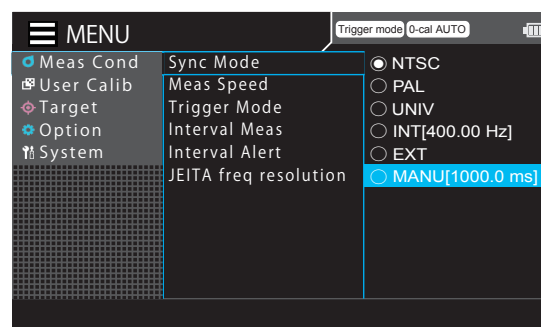 MENU
Trigger mode 0-cal AUTO
Meas Cond
User Calib
Target
Option
System
Sync Mode
Meas Speed
Trigger Mode
Interval Meas
Interval Alert
JEITA freq resolution
NTSC
PAL
UNIV
INT[400.00 Hz]
EXT
MANU[1000.0 ms]